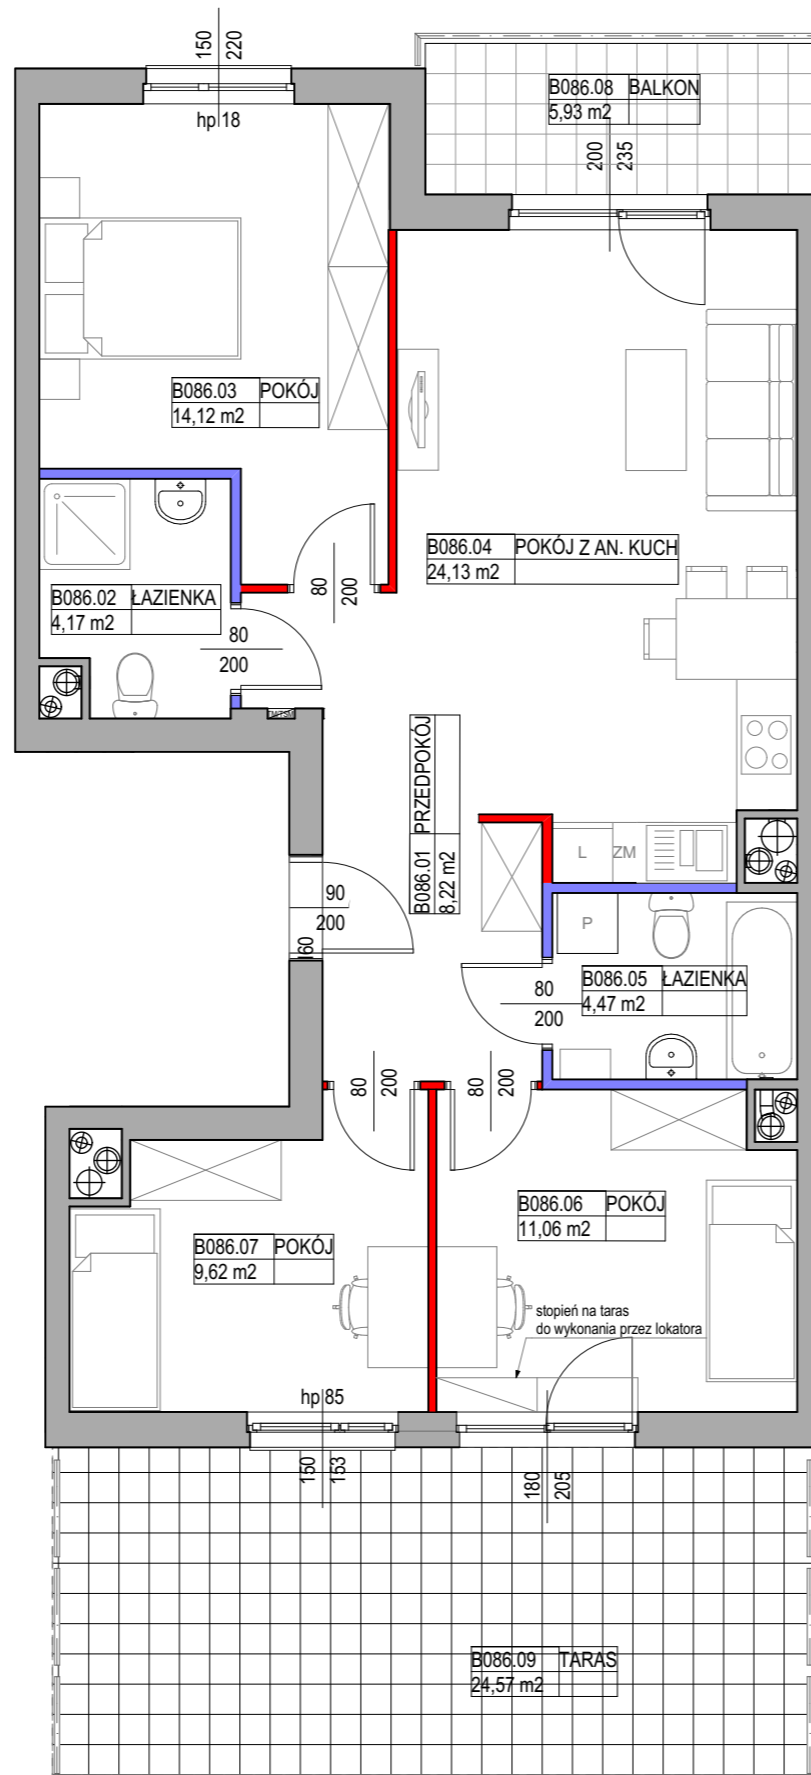 150
220
hp 18
B086.08 BALKON
5,93 m2
200
235
B086.03 POKÓJ
14,12 m2
B086.04 POKÓJ Z AN. KUCH
24,13 m2
80
200
B086.02 ŁAZIENKA
4,17 m2
80
200
TM/TSM
B086.01 PRZEDPOKÓJ
8,22 m2
L
ZM
90
200
60
P
B086.05 ŁAZIENKA
4,47 m2
80
200
80
200
80
200
B086.06 POKÓJ
11,06 m2
B086.07 POKÓJ
9,62 m2
stopień na taras
do wykonania przez lokatora
hp 85
150
153
180
205
B086.09 TARAS
24,57 m2